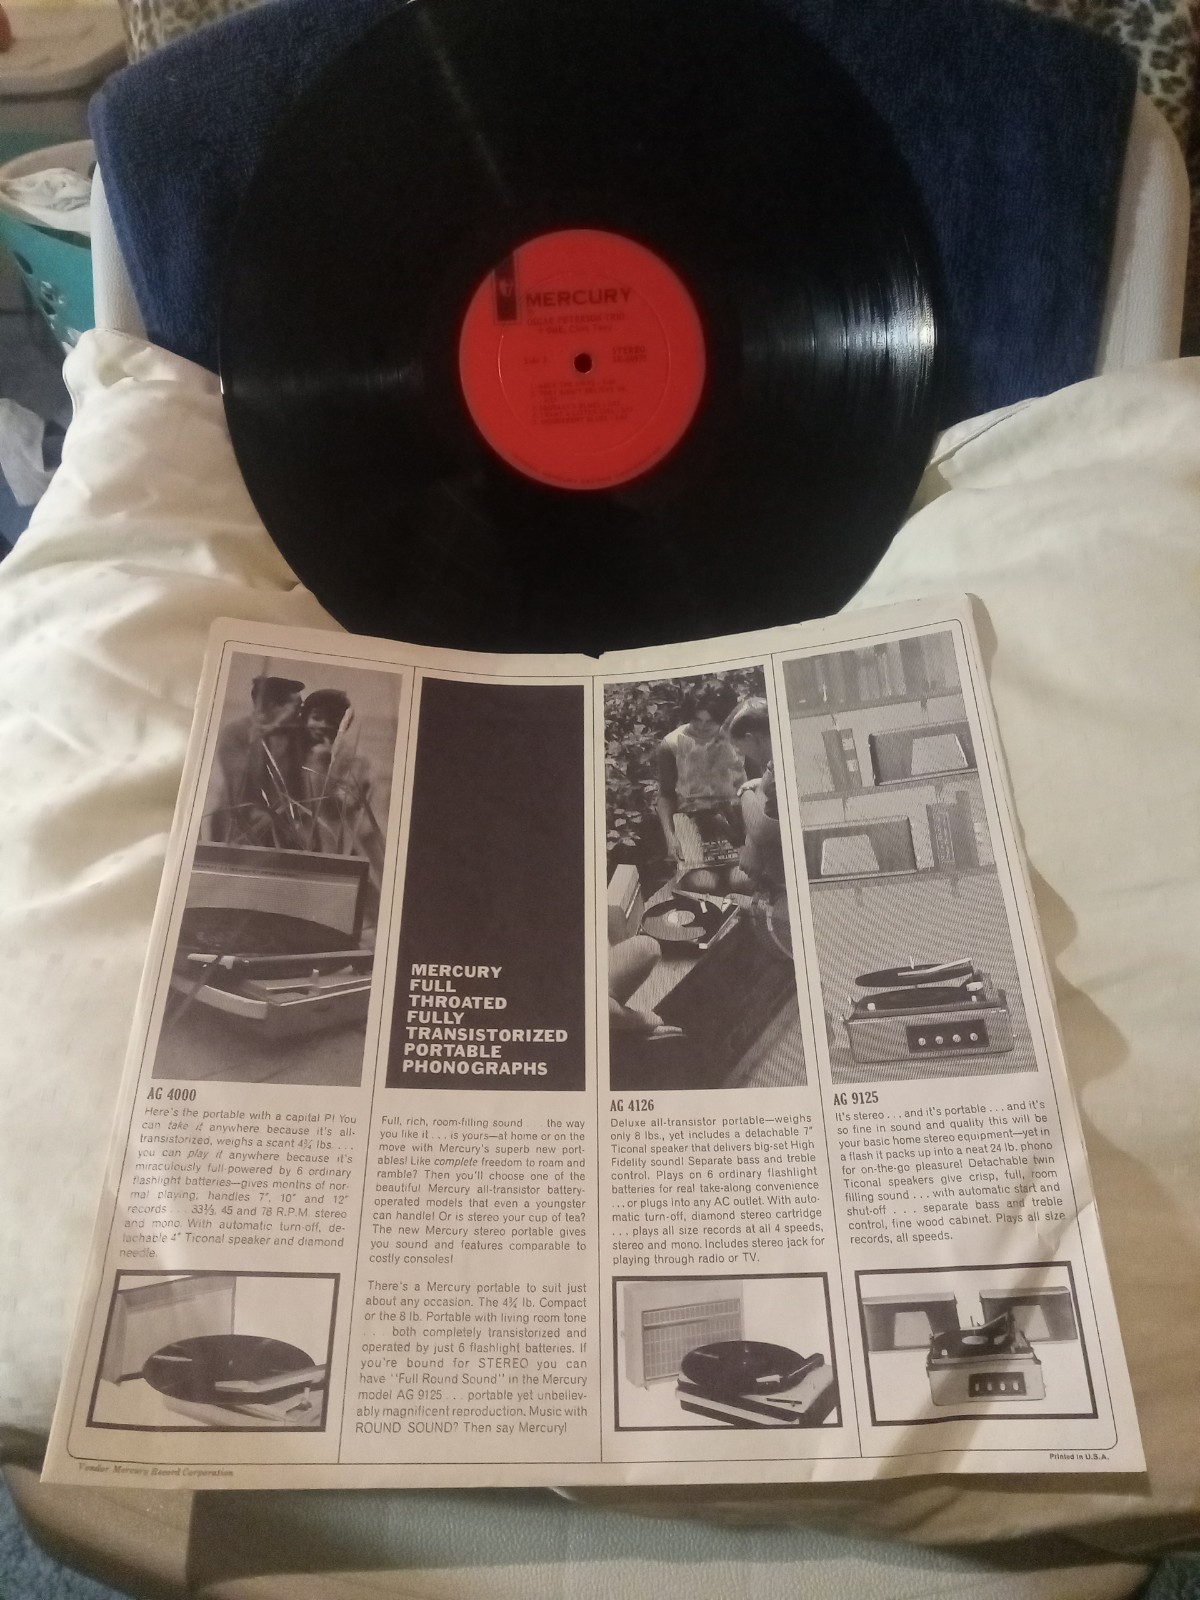 MERCURY
OSCAR PETERSON TRIO
STEREO
MERCURY
FULL
THROATED
FULLY
TRANSISTORIZED
PORTABLE
PHONOGRAPHS
AG 4000
Here's the portable with a capital P! You
can take it anywhere because it's all-
transistorized, weighs a scant 4¾ lbs. . . .
you can play it anywhere because it's
miraculously full-powered by 6 ordinary
flashlight batteries—gives months of nor-
mal playing; handles 7", 10" and 12"
records . . . 33⅓, 45 and 78 R.P.M. stereo
and mono. With automatic turn-off, de-
tachable 4" Ticonal speaker and diamond
needle.
Full, rich, room-filling sound . . . the way
you like it . . . is yours—at home or on the
move with Mercury's superb new port-
ables! Like complete freedom to roam and
ramble? Then you'll choose one of the
beautiful Mercury all-transistor battery-
operated models that even a youngster
can handle! Or is stereo your cup of tea?
The new Mercury stereo portable gives
you sound and features comparable to
costly consoles!
There's a Mercury portable to suit just
about any occasion. The 4¾ lb. Compact
or the 8 lb. Portable with living room tone
. . . both completely transistorized and
operated by just 6 flashlight batteries. If
you're bound for STEREO you can
have "Full Round Sound" in the Mercury
model AG 9125 . . . portable yet unbeliev-
ably magnificent reproduction. Music with
ROUND SOUND? Then say Mercury!
AG 4126
Deluxe all-transistor portable—weighs
only 8 lbs., yet includes a detachable 7"
Ticonal speaker that delivers big-set High
Fidelity sound! Separate bass and treble
control. Plays on 6 ordinary flashlight
batteries for real take-along convenience
. . . or plugs into any AC outlet. With auto-
matic turn-off, diamond stereo cartridge
. . . plays all size records at all 4 speeds,
stereo and mono. Includes stereo jack for
playing through radio or TV.
AG 9125
It's stereo . . . and it's portable . . . and it's
so fine in sound and quality this will be
your basic home stereo equipment—yet in
a flash it packs up into a neat 24 lb. phono
for on-the-go pleasure! Detachable twin
Ticonal speakers give crisp, full, room
filling sound . . . with automatic start and
shut-off . . . separate bass and treble
control, fine wood cabinet. Plays all size
records, all speeds.
Vendor: Mercury Record Corporation
Printed in U.S.A.